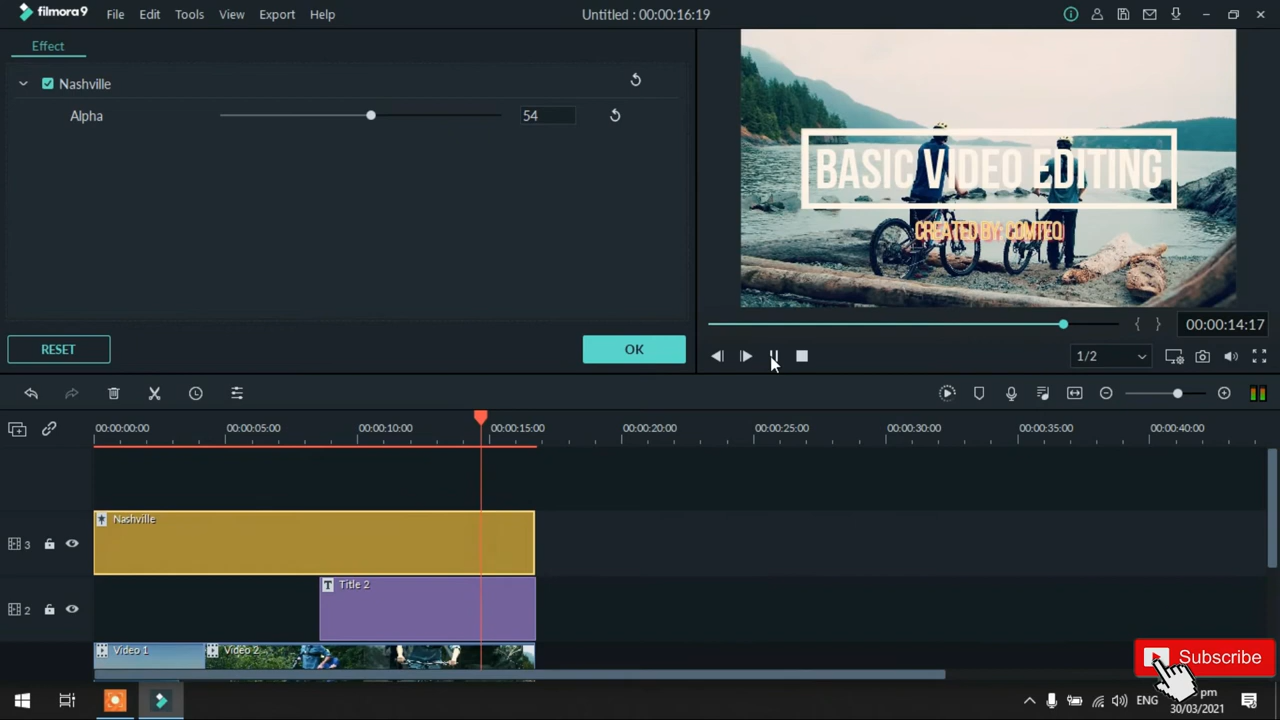 filmora9 File Edit Tools View Export Help Untitled : 00:00:16:19
Effect
Nashville
Alpha 54
BASIC VIDEO EDITING
CREATED BY: COMTEQ
00:00:14:17
RESET OK
1/2
00:00:00:00 00:00:05:00 00:00:10:00 00:00:15:00 00:00:20:00 00:00:25:00 00:00:30:00 00:00:35:00 00:00:40:00
Nashville
3
Title 2
2
Video 1 Video 2
Subscribe
ENG pm
30/03/2021